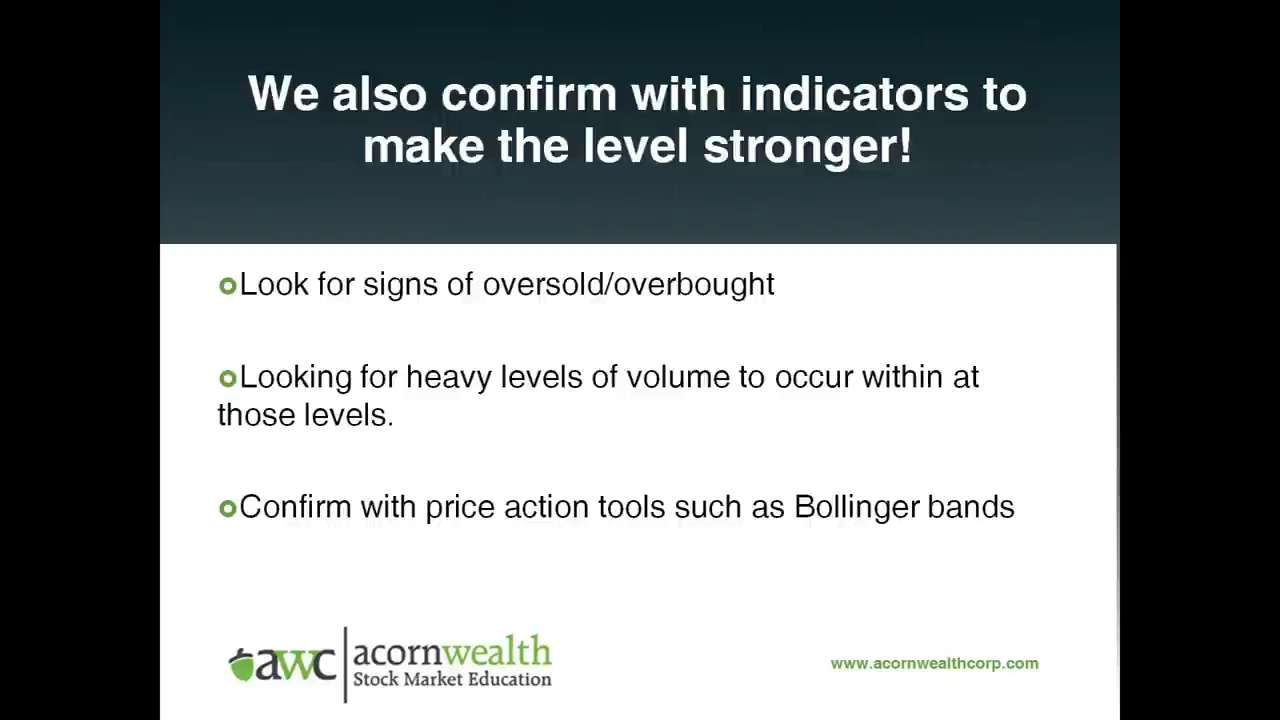 We also confirm with indicators to
make the level stronger!
Look for signs of oversold/overbought
Looking for heavy levels of volume to occur within at
those levels.
Confirm with price action tools such as Bollinger bands
awc
acornwealth
Stock Market Education
www.acornwealthcorp.com